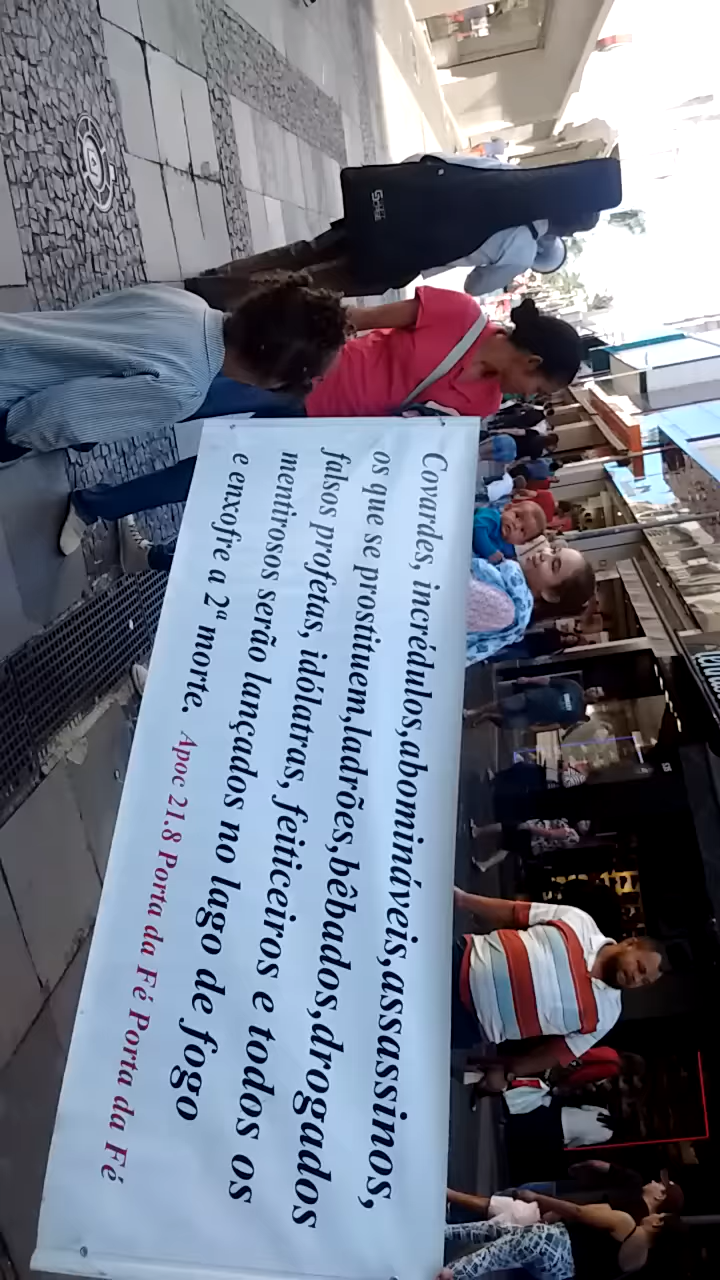 Covardes, incrédulos,abomináveis,assassinos,
os que se prostituem,ladrões,bêbados,drogados
falsos profetas, idólatras, feiticeiros e todos os
mentirosos serão lançados no lago de fogo
e enxofre a 2ª morte. Apoc 21.8 Porta da Fé Porta da Fé